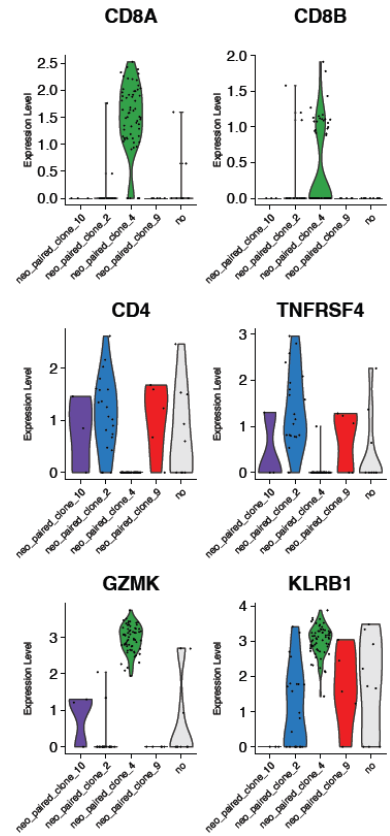 CD8A
CD8B
Expression Level
2.5
2.0
1.5
1.0
0.5
0.0
neo_paired_clone_10
neo_paired_clone_2
neo_paired_clone_4
neo_paired_clone_9
no
Expression Level
2.0
1.5
1.0
0.5
0.0
neo_paired_clone_10
neo_paired_clone_2
neo_paired_clone_4
neo_paired_clone_9
no
CD4
TNFRSF4
Expression Level
2
1
0
neo_paired_clone_10
neo_paired_clone_2
neo_paired_clone_4
neo_paired_clone_9
no
Expression Level
3
2
1
0
neo_paired_clone_10
neo_paired_clone_2
neo_paired_clone_4
neo_paired_clone_9
no
GZMK
KLRB1
Expression Level
3
2
1
0
neo_paired_clone_10
neo_paired_clone_2
neo_paired_clone_4
neo_paired_clone_9
no
Expression Level
4
3
2
1
0
neo_paired_clone_10
neo_paired_clone_2
neo_paired_clone_4
neo_paired_clone_9
no